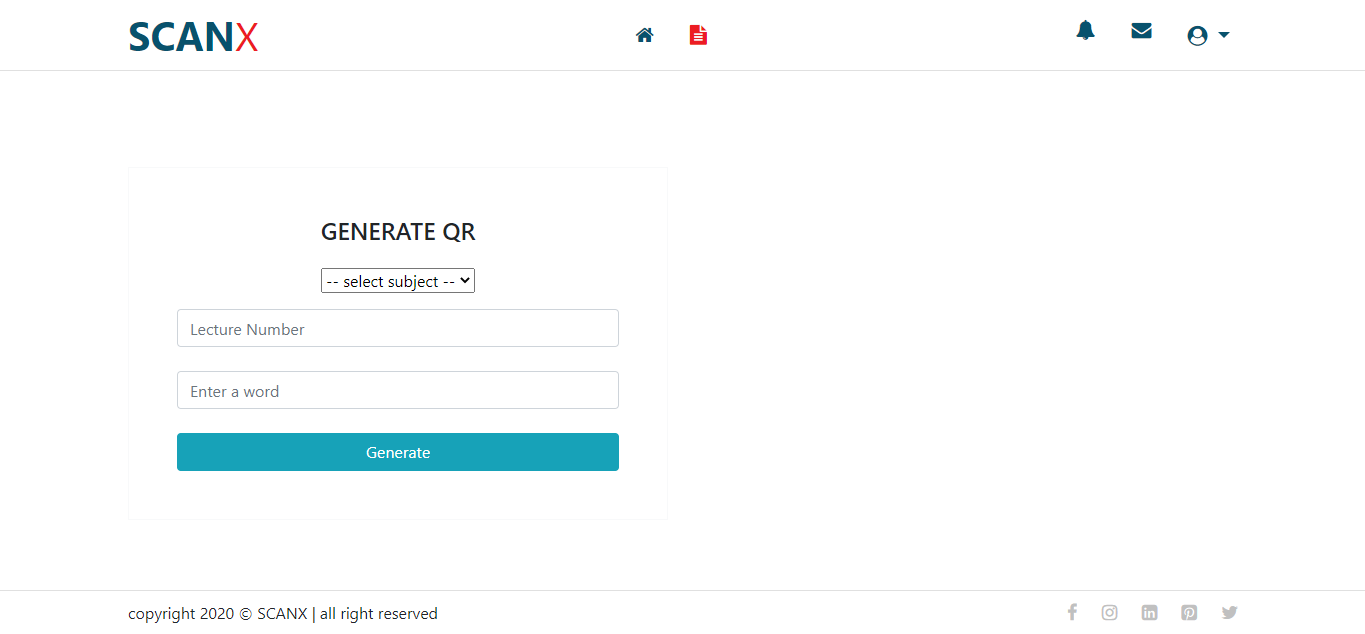 SCANX
GENERATE QR
-- select subject --
Lecture Number
Enter a word
Generate
copyright 2020 © SCANX | all right reserved